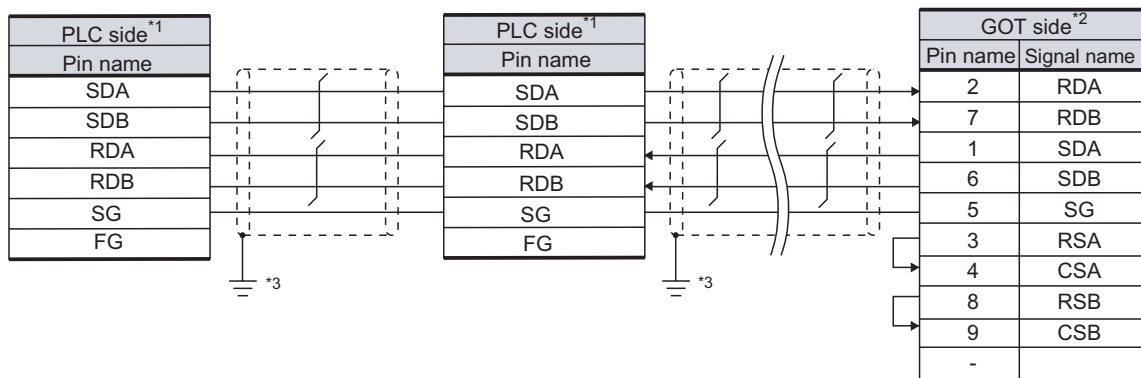 PLC side*1
Pin name
SDA
SDB
RDA
RDB
SG
FG
*3
PLC side*1
Pin name
SDA
SDB
RDA
RDB
SG
FG
*3
GOT side*2
Pin name Signal name
2 RDA
7 RDB
1 SDA
6 SDB
5 SG
3 RSA
4 CSA
8 RSB
9 CSB
-